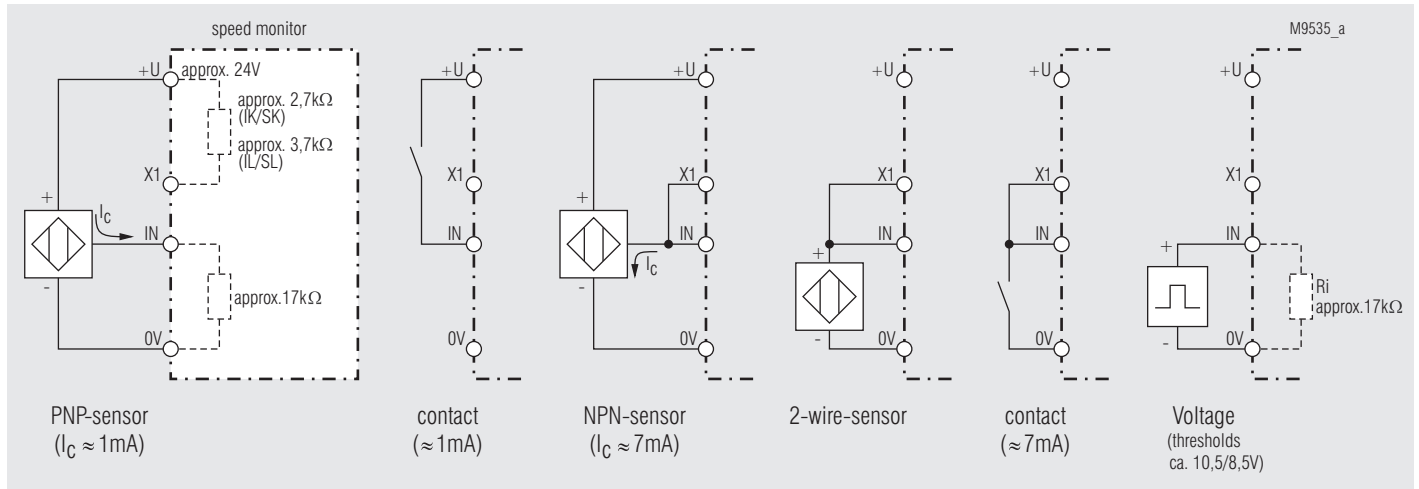 speed monitor
M9535_a
+U
approx. 24V
approx. 2,7kΩ
(IK/SK)
approx. 3,7kΩ
(IL/SL)
X1
+
IC
IN
-
approx.17kΩ
0V
PNP-sensor
(IC ≈ 1mA)
+U
X1
IN
0V
contact
(≈1mA)
+U
X1
+
IN
IC
-
0V
NPN-sensor
(IC ≈ 7mA)
+U
X1
IN
+
-
0V
2-wire-sensor
+U
X1
IN
0V
contact
(≈7mA)
+U
X1
IN
+
Ri
approx.17kΩ
-
0V
Voltage
(thresholds
ca. 10,5/8,5V)